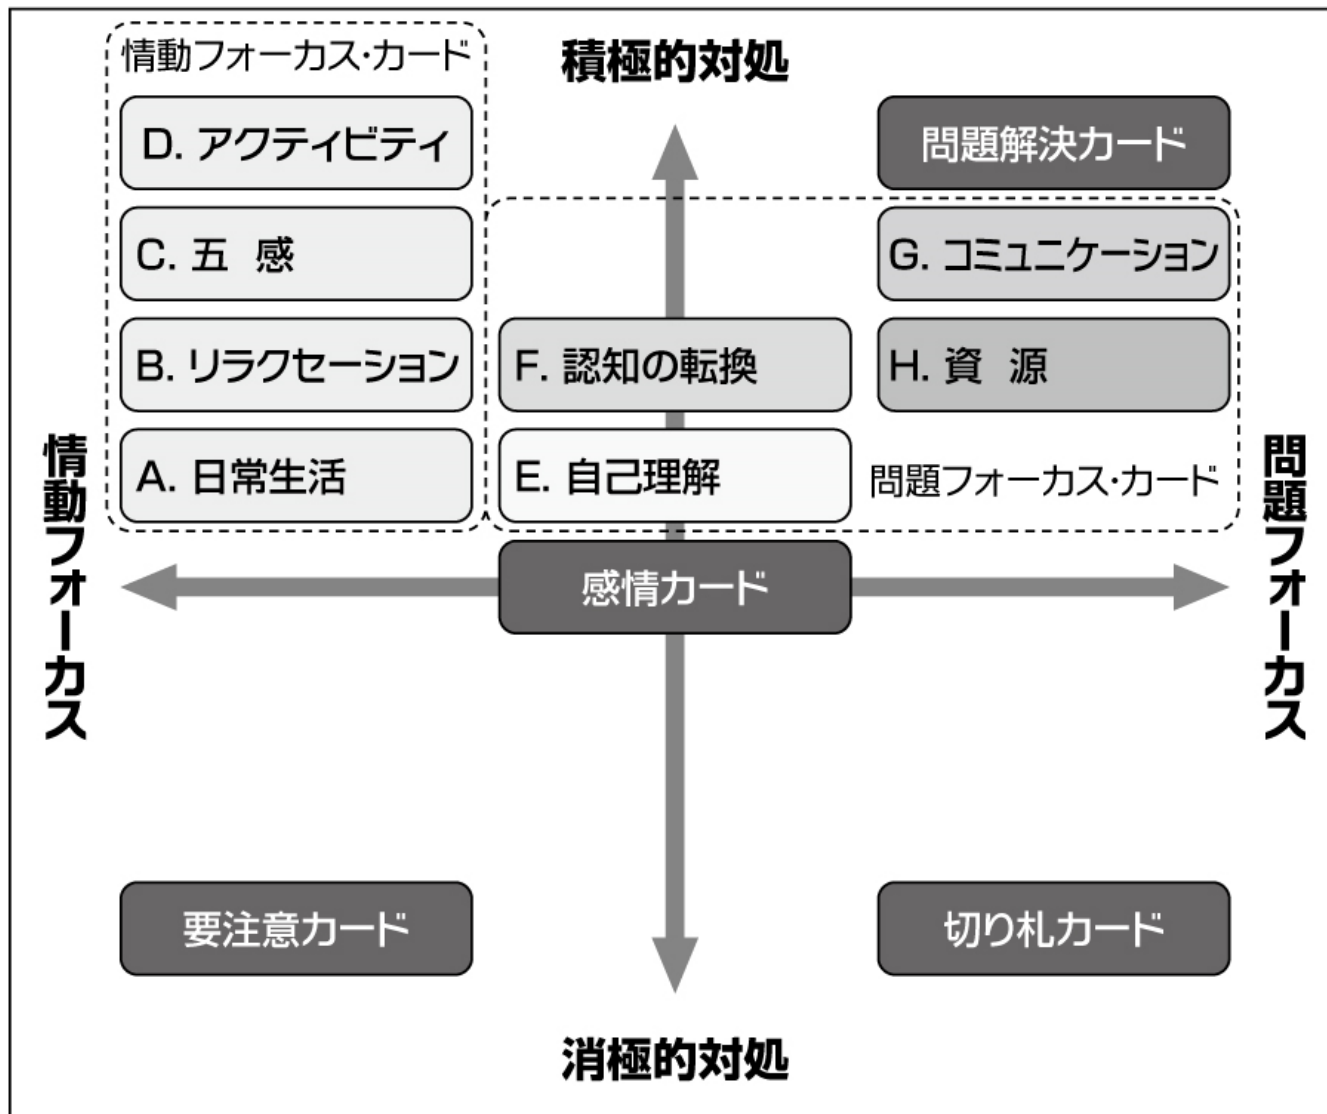 情動フォーカス・カード
積極的対処
D. アクティビティ
問題解決カード
C. 五 感
G. コミュニケーション
B. リラクセーション
F. 認知の転換
H. 資 源
A. 日常生活
E. 自己理解
問題フォーカス・カード
情動フォーカス
問題フォーカス
感情カード
要注意カード
切り札カード
消極的対処